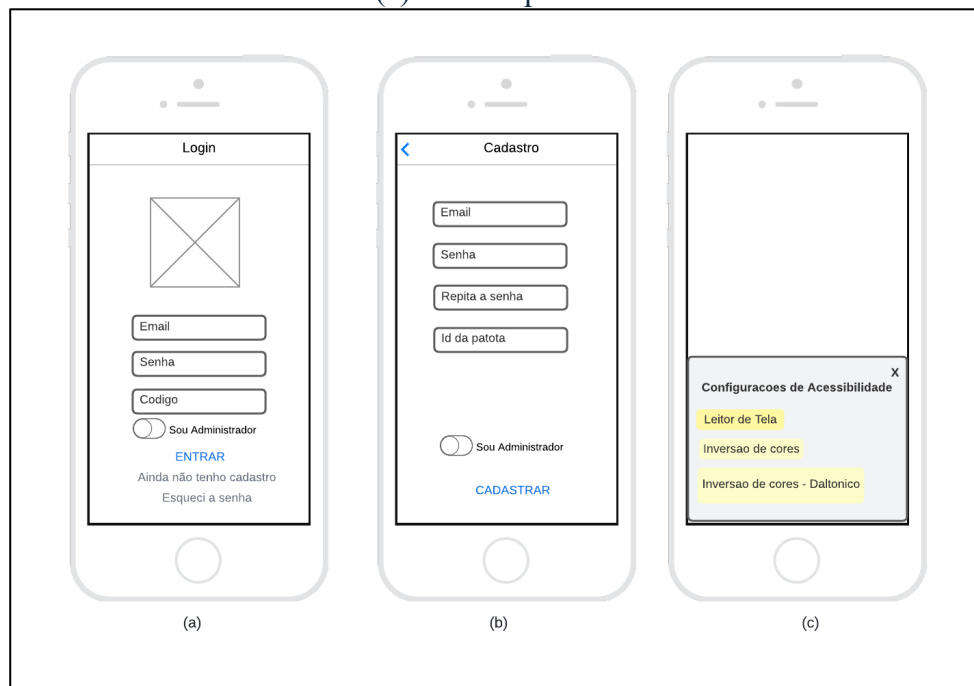 Login
Email
Senha
Codigo
Sou Administrador
ENTRAR
Ainda não tenho cadastro
Esqueci a senha
(a)
Cadastro
Email
Senha
Repita a senha
Id da patota
Sou Administrador
CADASTRAR
(b)
X
Configuracoes de Acessibilidade
Leitor de Tela
Inversao de cores
Inversao de cores - Daltonico
(c)